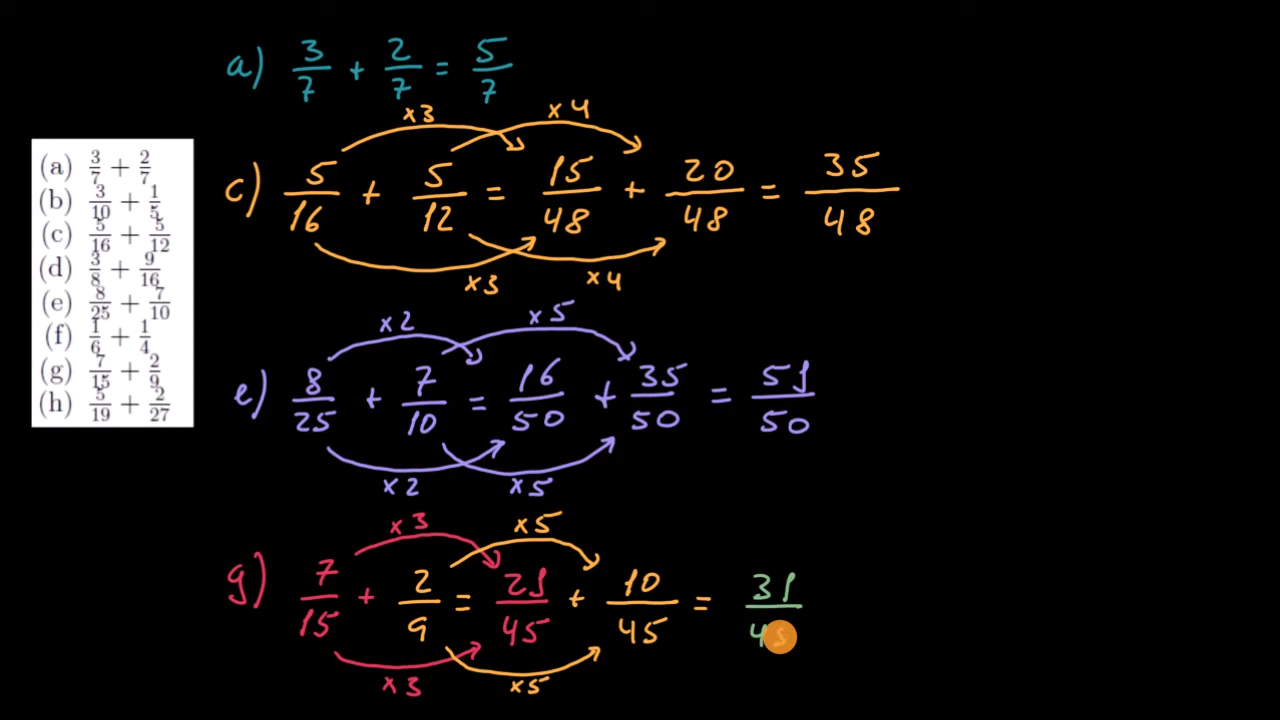 a) 3/7 + 2/7 = 5/7
(a) 3/7 + 2/7
(b) 3/10 + 1/5
(c) 5/16 + 5/12
(d) 3/8 + 9/16
(e) 8/25 + 7/10
(f) 1/6 + 1/4
(g) 7/15 + 2/9
(h) 5/19 + 2/27
×3 ×4
c) 5/16 + 5/12 = 15/48 + 20/48 = 35/48
×3 ×4
×2 ×5
e) 8/25 + 7/10 = 16/50 + 35/50 = 51/50
×2 ×5
×3 ×5
g) 7/15 + 2/9 = 21/45 + 10/45 = 31/45
×3 ×5